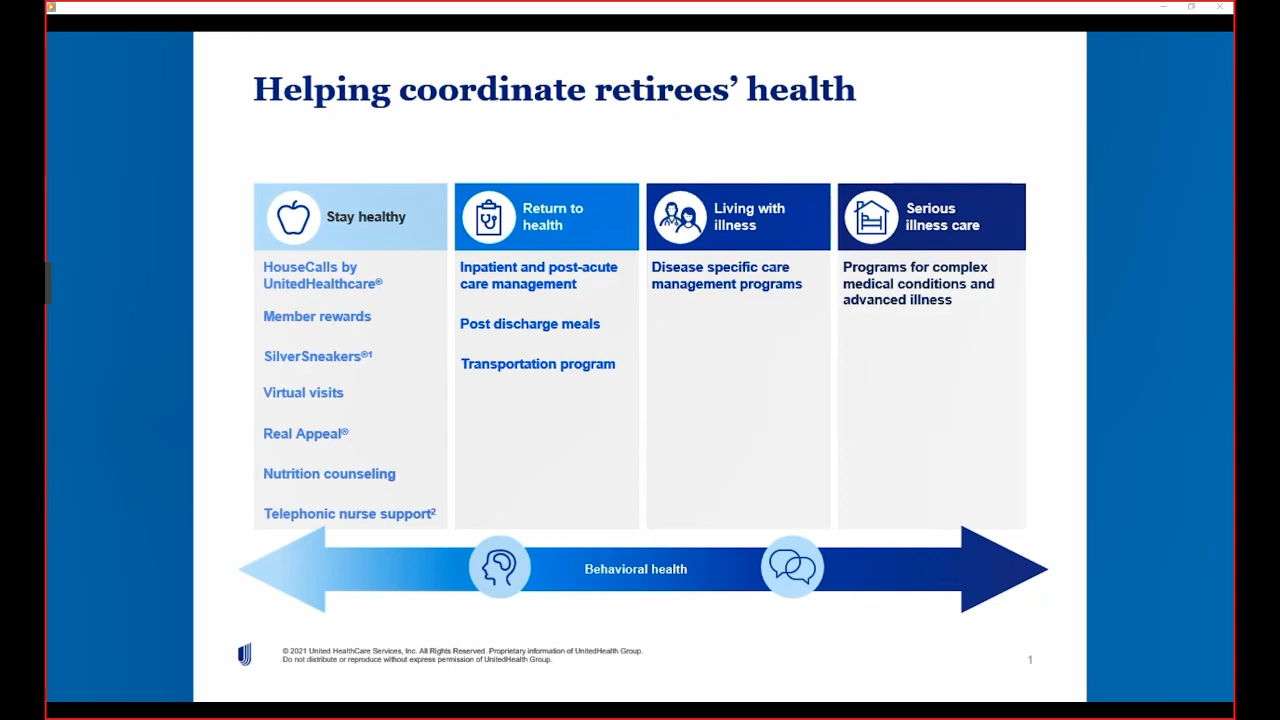 Helping coordinate retirees’ health
Stay healthy
Return to
health
Living with
illness
Serious
illness care
HouseCalls by
UnitedHealthcare®
Member rewards
SilverSneakers®1
Virtual visits
Real Appeal®
Nutrition counseling
Telephonic nurse support2
Inpatient and post-acute
care management
Post discharge meals
Transportation program
Disease specific care
management programs
Programs for complex
medical conditions and
advanced illness
Behavioral health
© 2021 United HealthCare Services, Inc. All Rights Reserved. Proprietary information of UnitedHealth Group.
Do not distribute or reproduce without express permission of UnitedHealth Group.
1